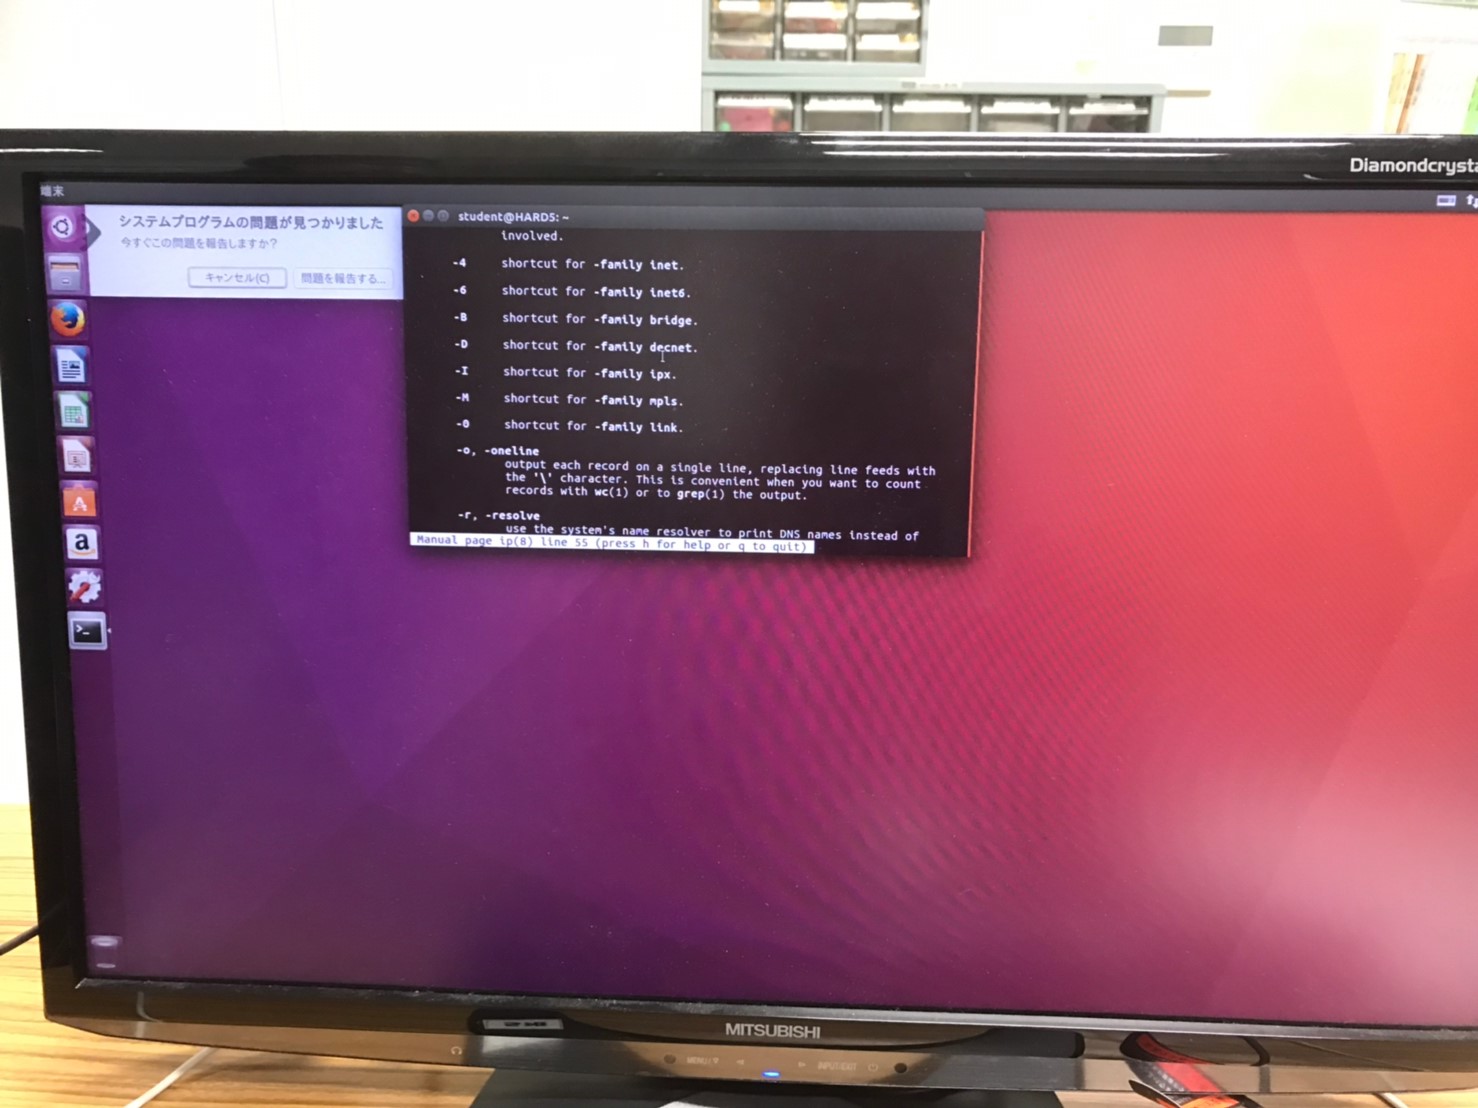 Diamondcrysta
端末
システムプログラムの問題が見つかりました
今すぐこの問題を報告しますか?
キャンセル(C)
問題を報告する...
student@HARD5: ~
involved.
-4 shortcut for -family inet.
-6 shortcut for -family inet6.
-B shortcut for -family bridge.
-D shortcut for -family decnet.
-I shortcut for -family ipx.
-M shortcut for -family mpls.
-0 shortcut for -family link.
-o, -oneline
output each record on a single line, replacing line feeds with
the '\' character. This is convenient when you want to count
records with wc(1) or to grep(1) the output.
-r, -resolve
use the system's name resolver to print DNS names instead of
Manual page ip(8) line 55 (press h for help or q to quit)
MITSUBISHI
MENU
INPUT/EXIT